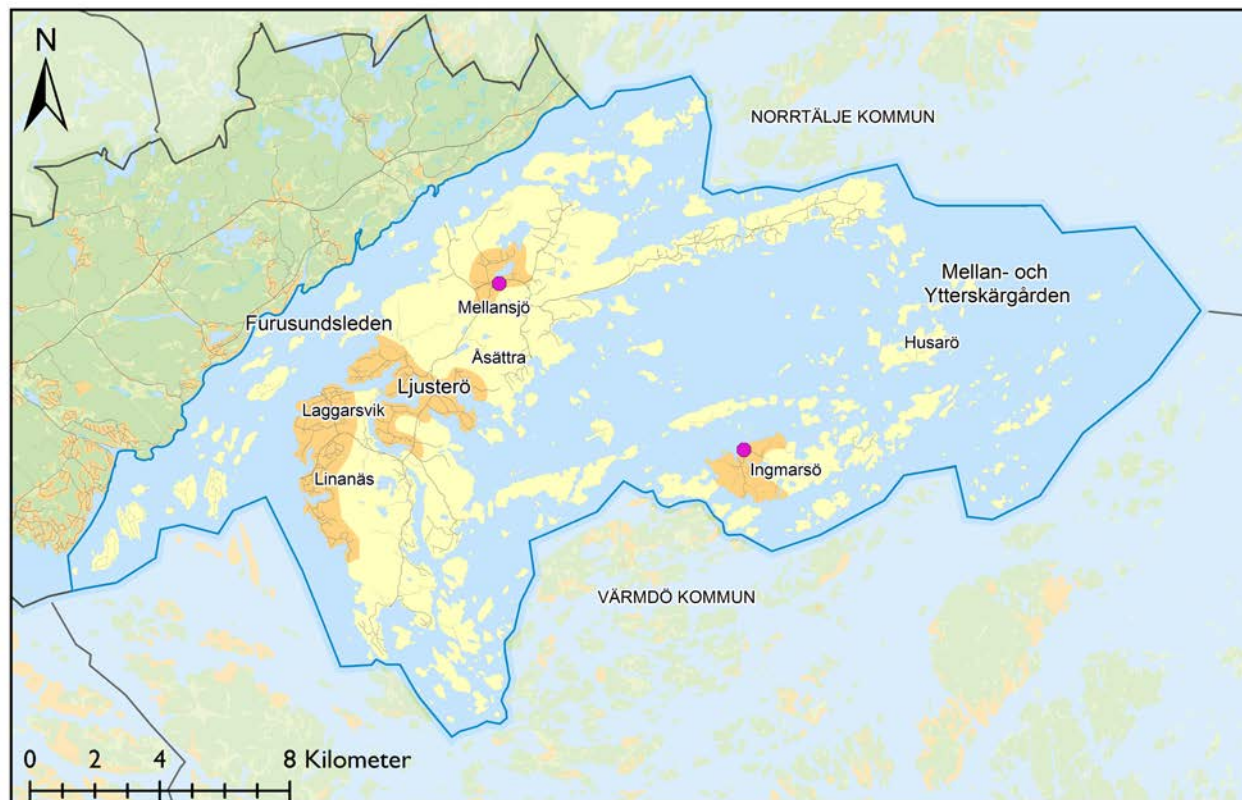 N
NORRTÄLJE KOMMUN
Mellan- och
Ytterskärgården
Mellansjö
Furusundsleden
Husarö
Åsättra
Ljusterö
Laggarsvik
Ingmarsö
Linanäs
VÄRMDÖ KOMMUN
0 2 4 8 Kilometer